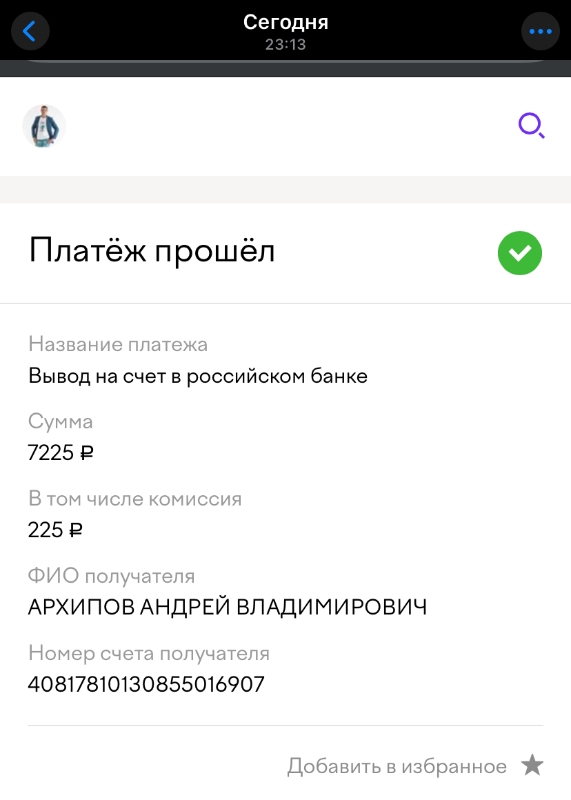 Сегодня
23:13
Платёж прошёл
Название платежа
Вывод на счет в российском банке
Сумма
7225 ₽
В том числе комиссия
225 ₽
ФИО получателя
АРХИПОВ АНДРЕЙ ВЛАДИМИРОВИЧ
Номер счета получателя
40817810130855016907
Добавить в избранное